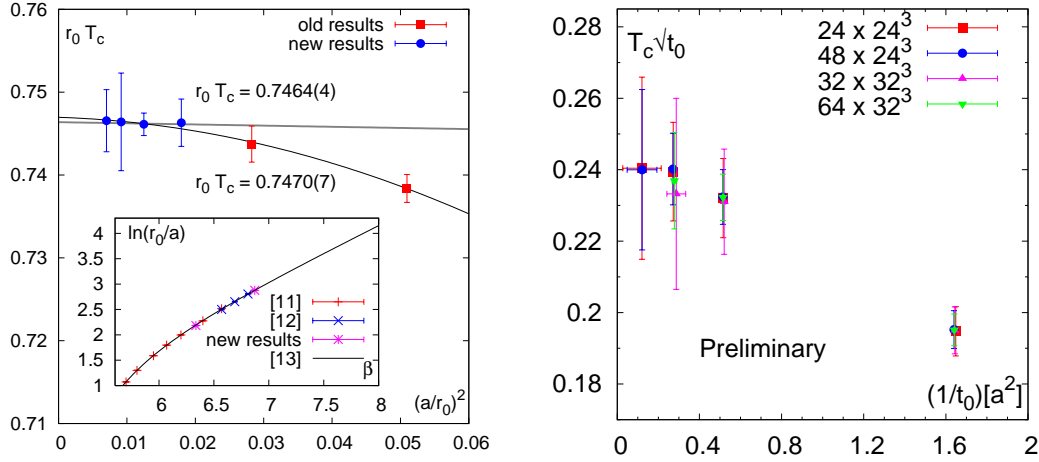 0.76
r0 Tc
old results
new results
0.75
r0 Tc = 0.7464(4)
0.74
r0 Tc = 0.7470(7)
0.73
0.72
0.71
0 0.01 0.02 0.03 0.04 0.05 0.06
(a/r0)²
ln(r0/a)
4
3.5
3
2.5
2
1.5
1
[11]
[12]
new results
[13]
β
6 6.5 7 7.5 8
Tc√t0
24 x 24³
48 x 24³
32 x 32³
64 x 32³
0.28
0.26
0.24
0.22
0.2
0.18
Preliminary
(1/t0)[a²]
0 0.4 0.8 1.2 1.6 2